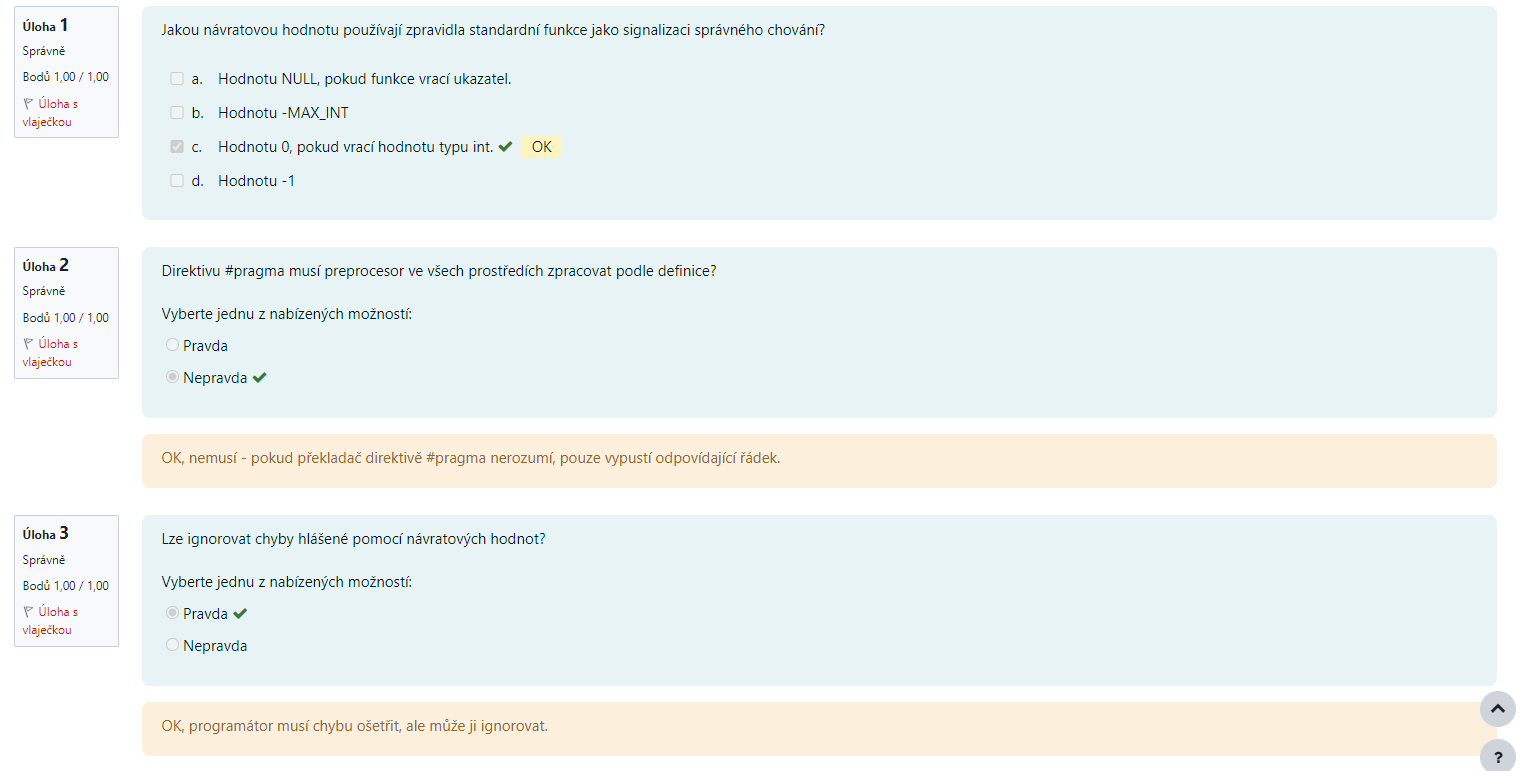 Úloha 1
Správně
Bodů 1,00 / 1,00
Úloha s
vlaječkou
Jakou návratovou hodnotu používají zpravidla standardní funkce jako signalizaci správného chování?
a. Hodnotu NULL, pokud funkce vrací ukazatel.
b. Hodnotu -MAX_INT
c. Hodnotu 0, pokud vrací hodnotu typu int. OK
d. Hodnotu -1
Úloha 2
Správně
Bodů 1,00 / 1,00
Úloha s
vlaječkou
Direktivu #pragma musí preprocesor ve všech prostředích zpracovat podle definice?
Vyberte jednu z nabízených možností:
Pravda
Nepravda
OK, nemusí - pokud překladač direktivě #pragma nerozumí, pouze vypustí odpovídající řádek.
Úloha 3
Správně
Bodů 1,00 / 1,00
Úloha s
vlaječkou
Lze ignorovat chyby hlášené pomocí návratových hodnot?
Vyberte jednu z nabízených možností:
Pravda
Nepravda
OK, programátor musí chybu ošetřit, ale může ji ignorovat.
?